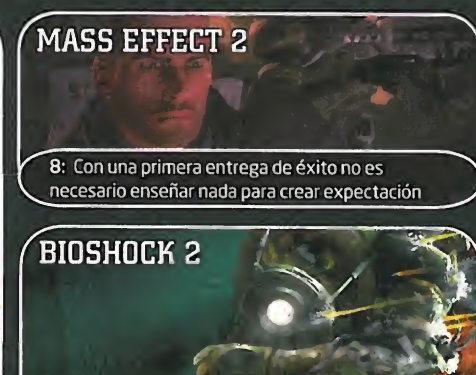 MASS EFFECT 2
8: Con una primera entrega de éxito no es
necesario enseñar nada para crear expectación
BIOSHOCK 2